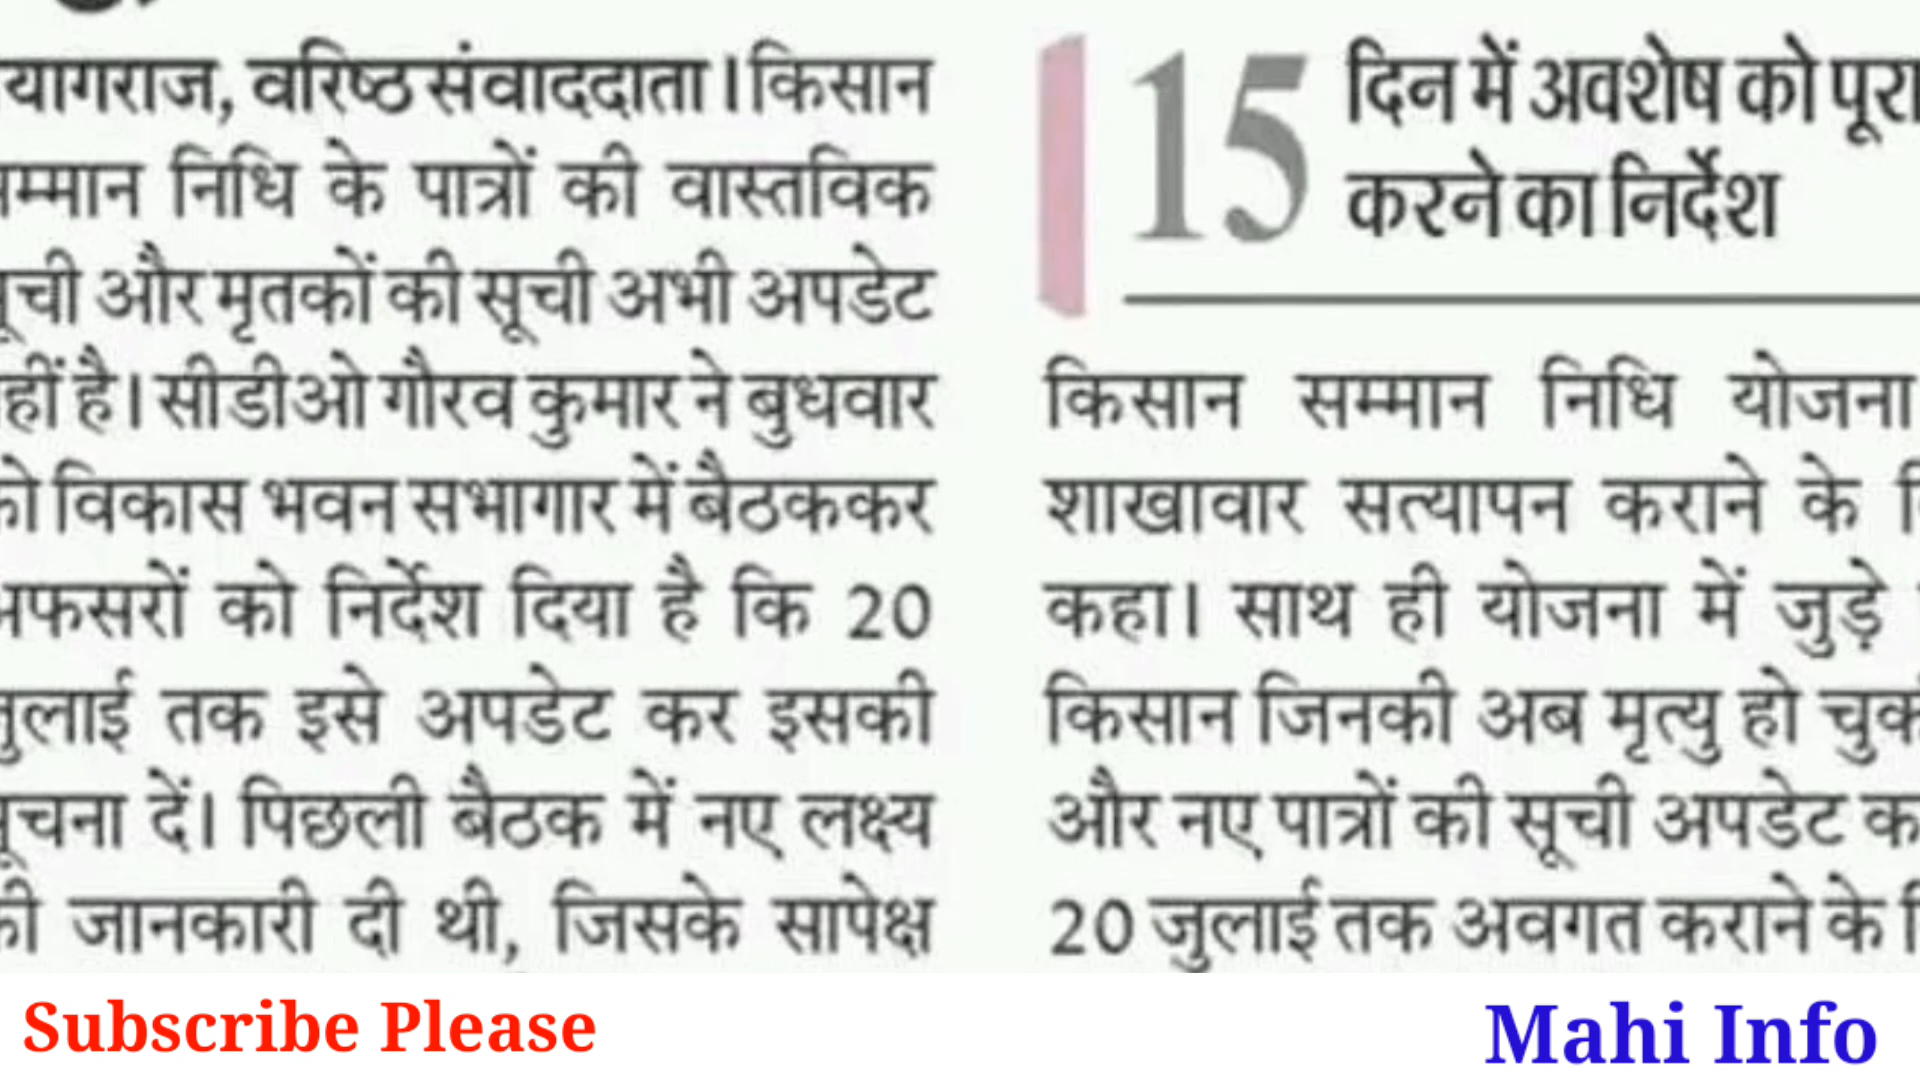 यागराज, वरिष्ठ संवाददाता। किसान
म्मान निधि के पात्रों की वास्तविक
ूची और मृतकों की सूची अभी अपडेट
हीं है। सीडीओ गौरव कुमार ने बुधवार
को विकास भवन सभागार में बैठककर
अफसरों को निर्देश दिया है कि 20
जुलाई तक इसे अपडेट कर इसकी
ूचना दें। पिछली बैठक में नए लक्ष्य
की जानकारी दी थी, जिसके सापेक्ष
15 दिन में अवशेष को पूरा
करने का निर्देश
किसान सम्मान निधि योजना
शाखावार सत्यापन कराने के
कहा। साथ ही योजना में जुड़े
किसान जिनकी अब मृत्यु हो चुकी
और नए पात्रों की सूची अपडेट क
20 जुलाई तक अवगत कराने के
Subscribe Please
Mahi Info